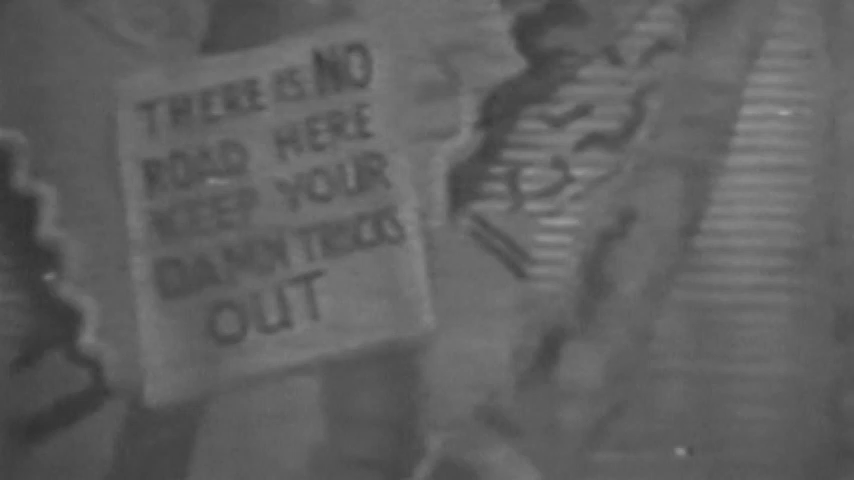 THERE IS NO
ROAD HERE
KEEP YOUR
DAMN TRUCKS
OUT